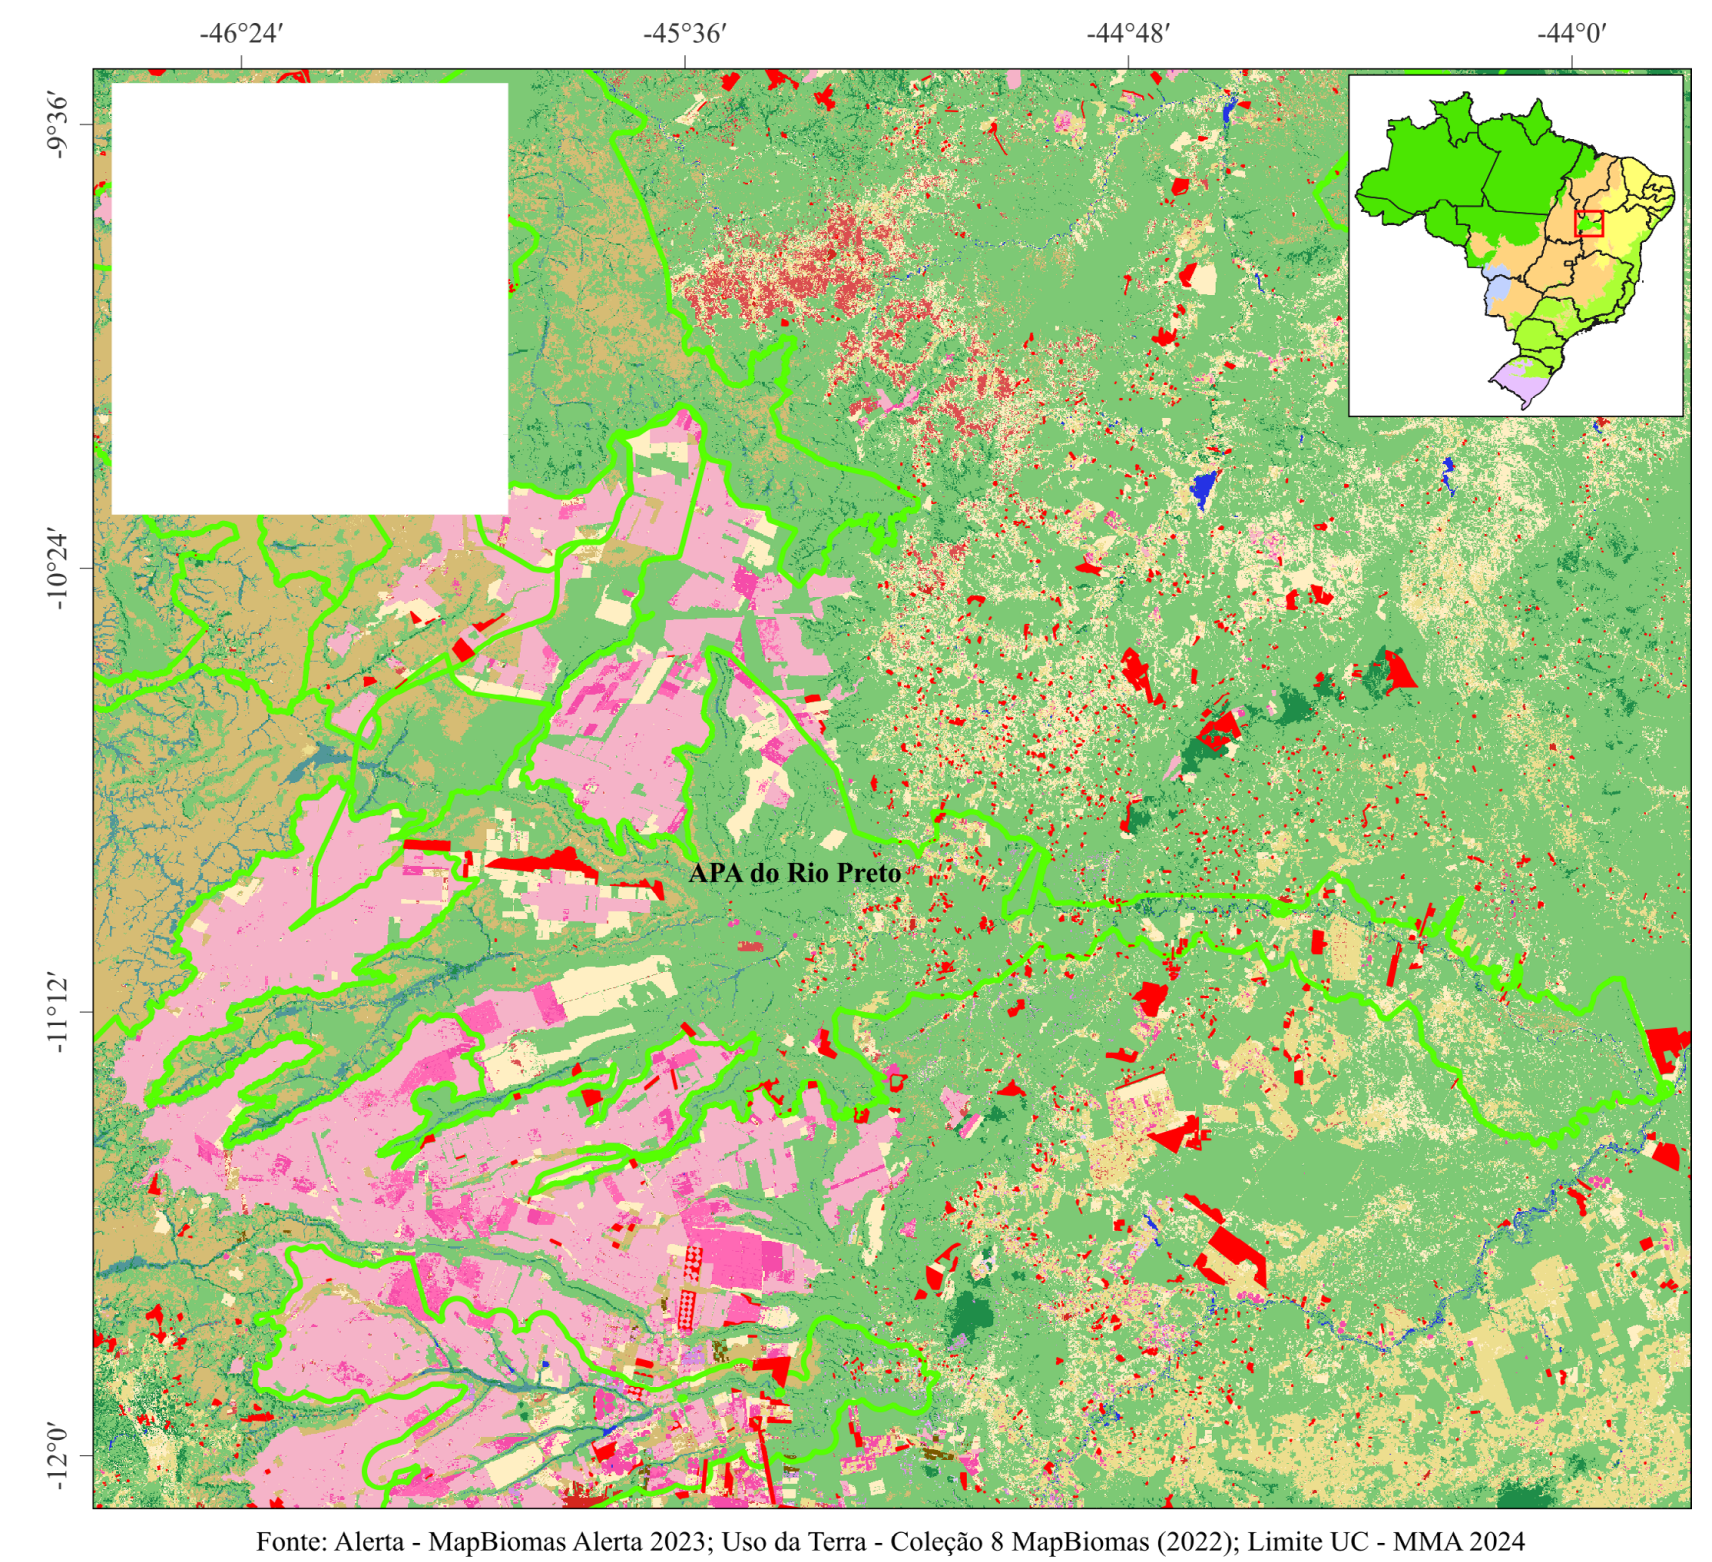 -46°24′ -45°36′ -44°48′ -44°0′
-9°36′
-10°24′
APA do Rio Preto
-11°12′
-12°0′
Fonte: Alerta - MapBiomas Alerta 2023; Uso da Terra - Coleção 8 MapBiomas (2022); Limite UC - MMA 2024